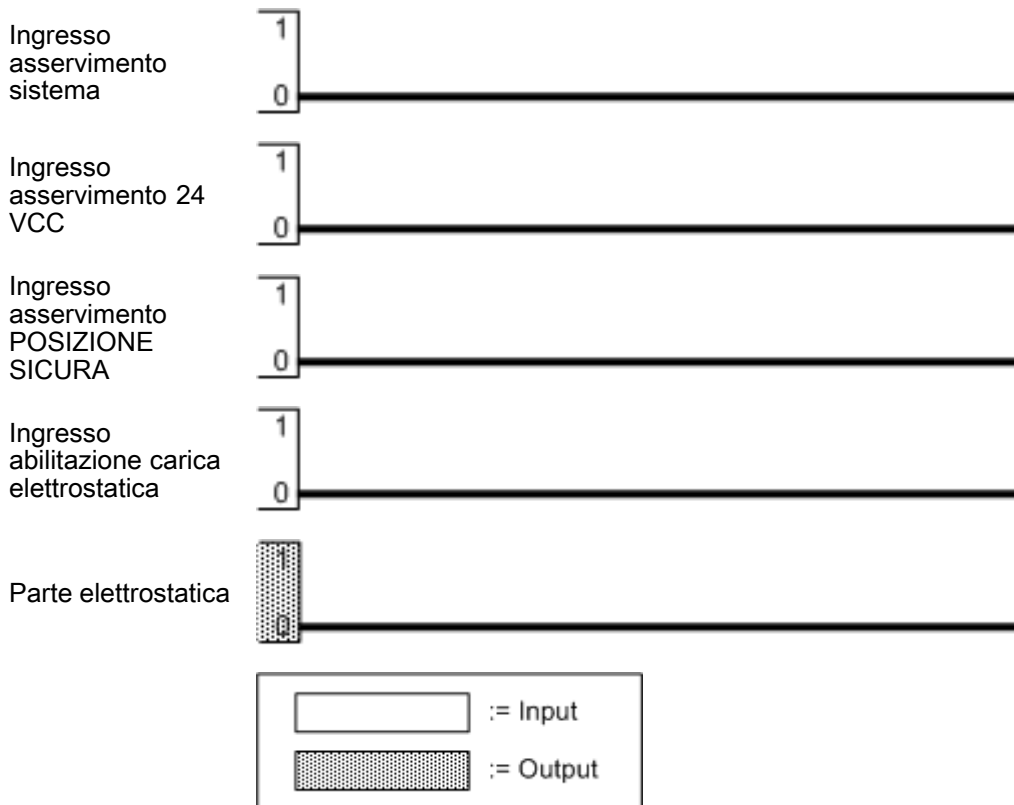 Ingresso
asservimento
sistema
1
0
Ingresso
asservimento 24
VCC
1
0
Ingresso
asservimento
POSIZIONE
SICURA
1
0
Ingresso
abilitazione carica
elettrostatica
1
0
Parte elettrostatica
1
0
:= Input
:= Output